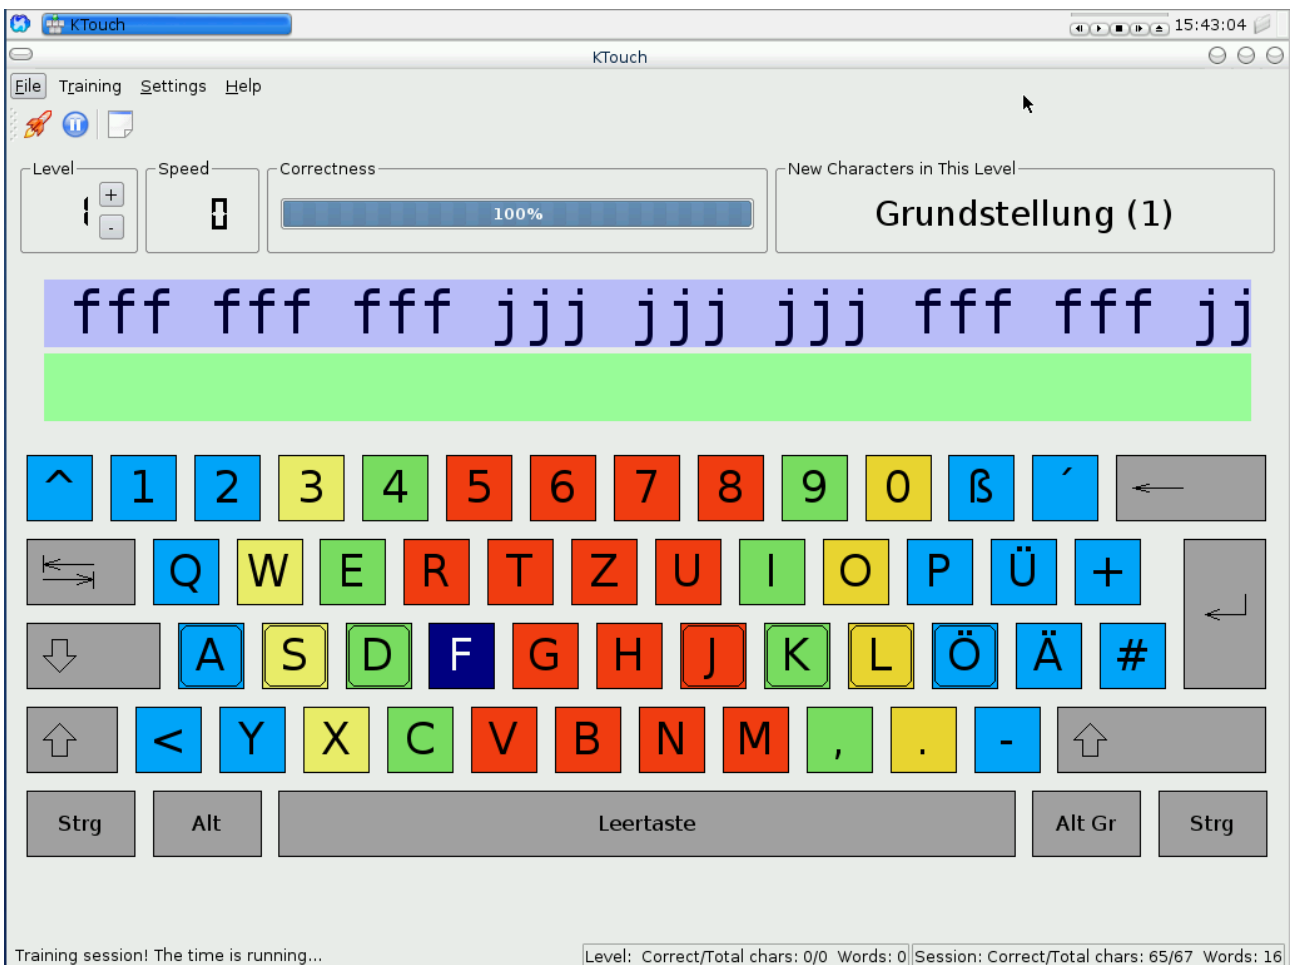 KTouch 15:43:04
KTouch
File Training Settings Help
Level Speed Correctness New Characters in This Level
1 + - 0 100% Grundstellung (1)
fff fff fff jjj jjj jjj fff fff jj
^ 1 2 3 4 5 6 7 8 9 0 ß ´
Q W E R T Z U I O P Ü +
A S D F G H J K L Ö Ä #
< Y X C V B N M , . -
Strg Alt Leertaste Alt Gr Strg
Training session! The time is running... Level: Correct/Total chars: 0/0 Words: 0 Session: Correct/Total chars: 65/67 Words: 16